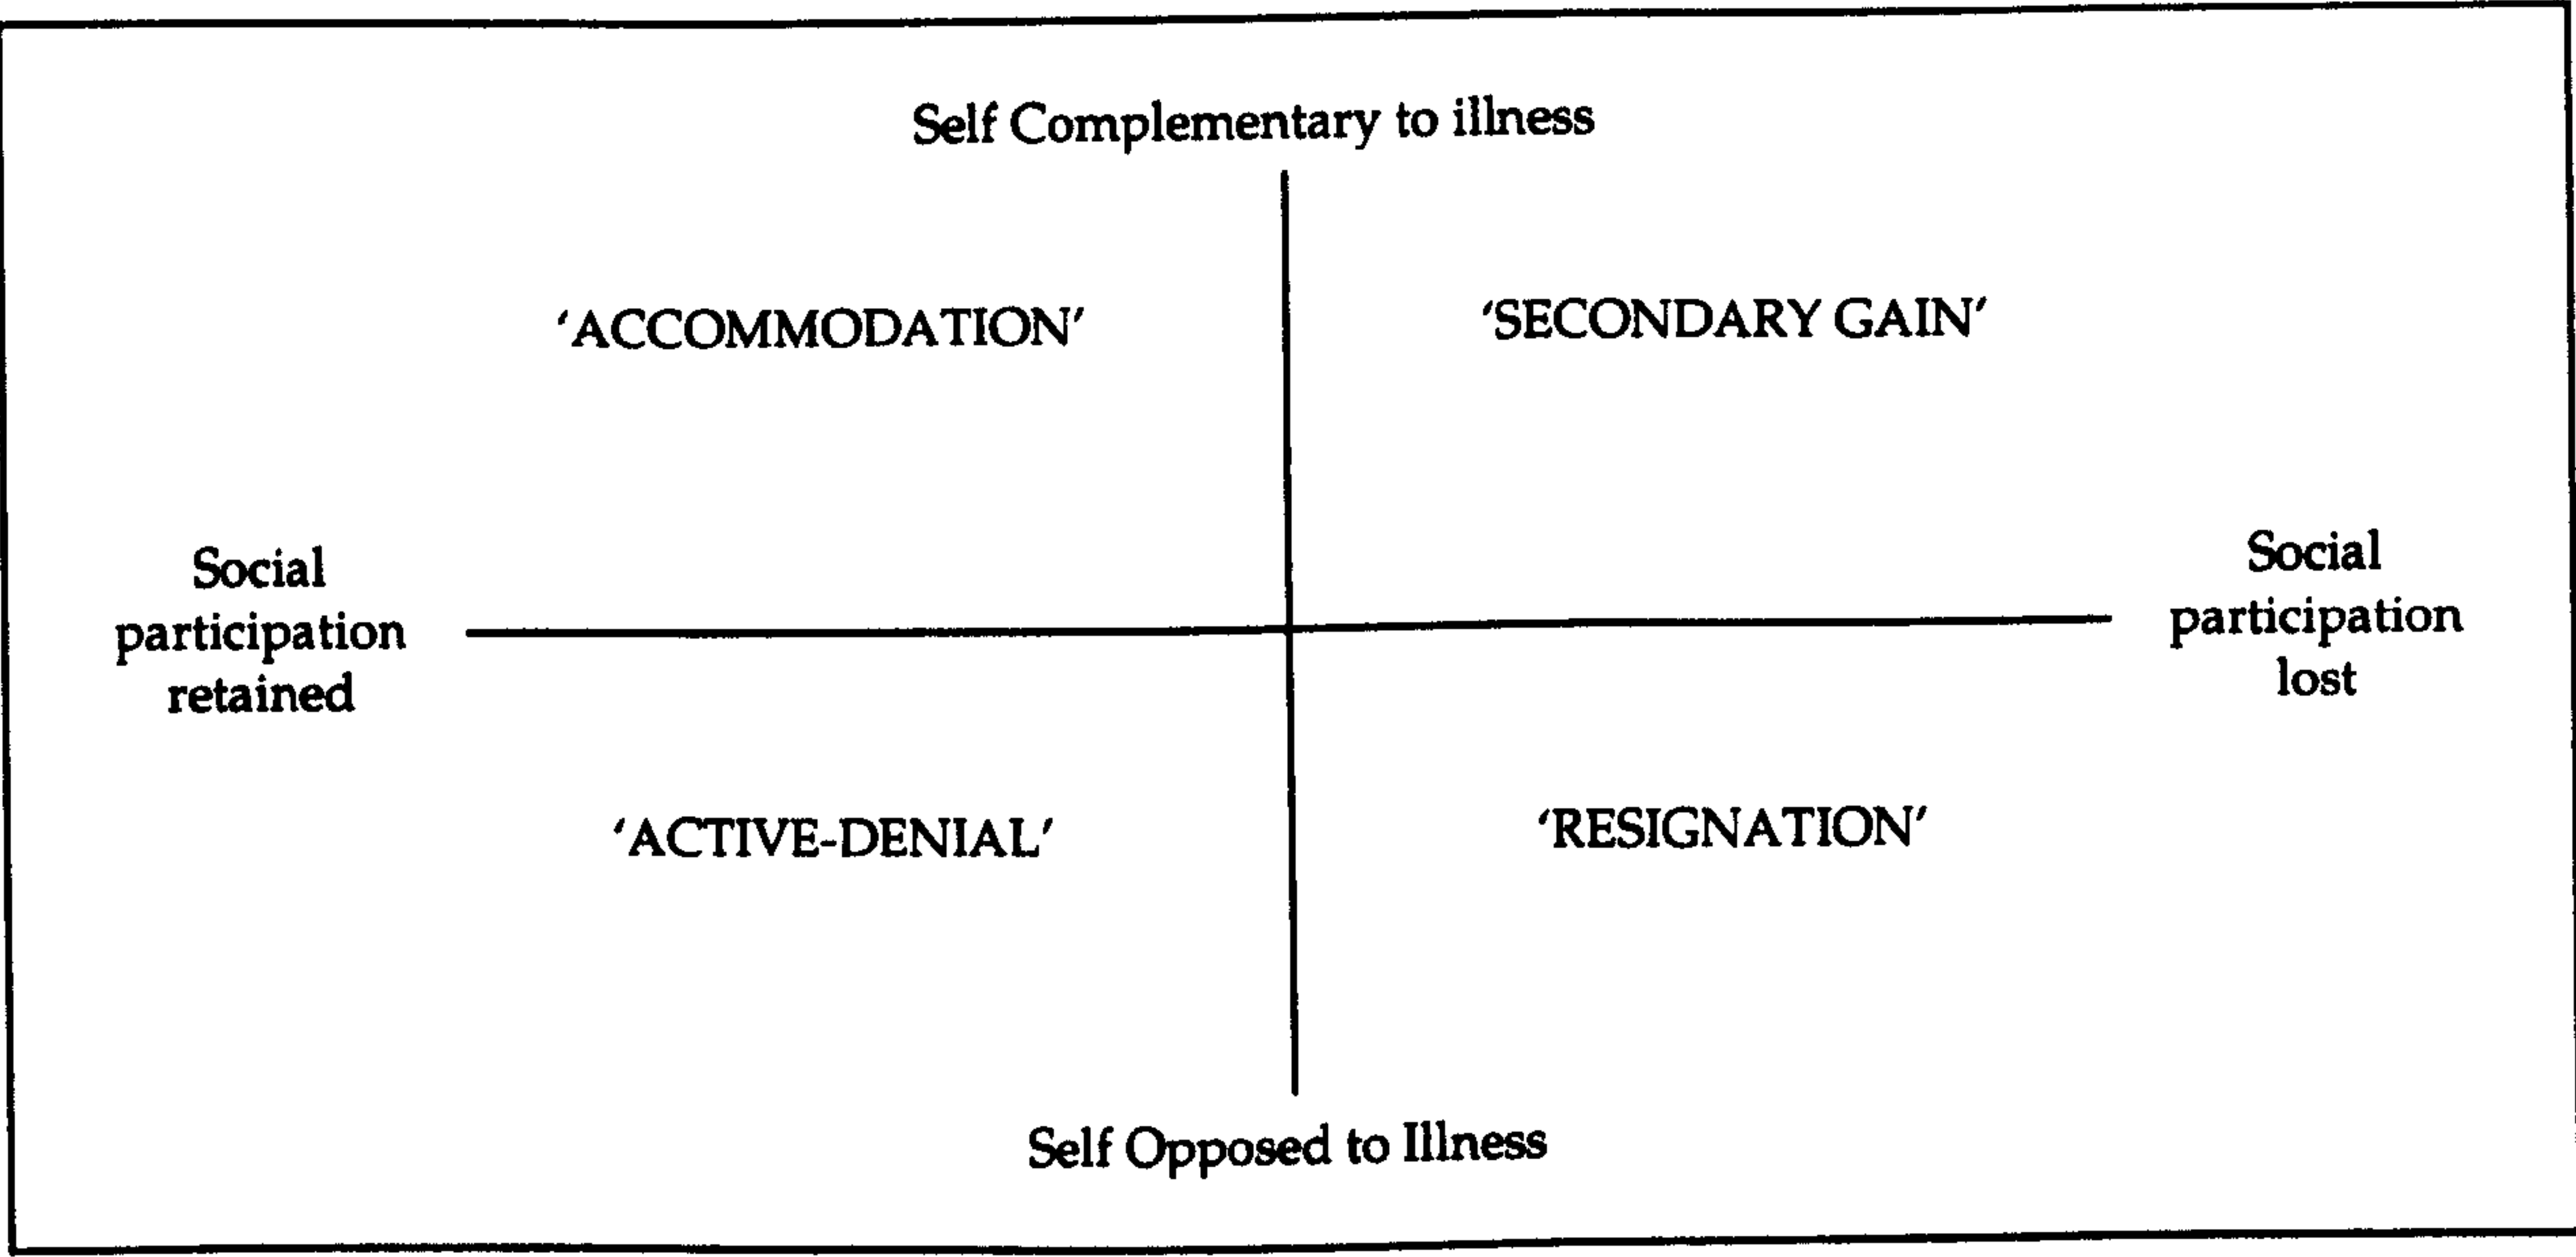 Self Complementary to illness
'ACCOMMODATION'
'SECONDARY GAIN'
Social
participation
retained
Social
participation
lost
'ACTIVE-DENIAL'
'RESIGNATION'
Self Opposed to Illness